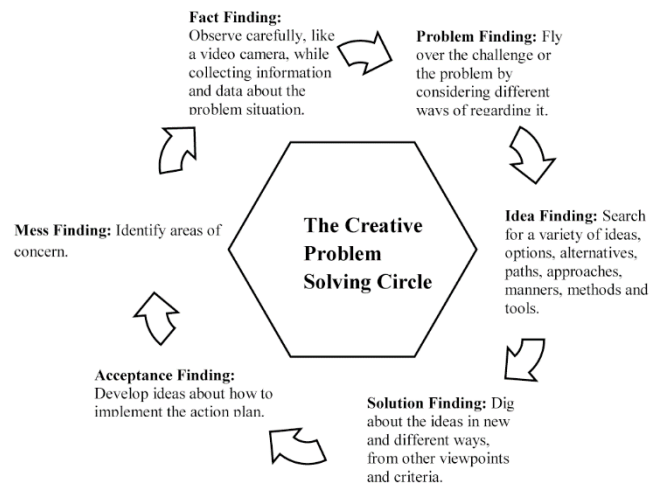 Fact Finding:
Observe carefully, like
a video camera, while
collecting information
and data about the
problem situation.
Problem Finding: Fly
over the challenge or
the problem by
considering different
ways of regarding it.
Idea Finding: Search
for a variety of ideas,
options, alternatives,
paths, approaches,
manners, methods and
tools.
Solution Finding: Dig
about the ideas in new
and different ways,
from other viewpoints
and criteria.
Acceptance Finding:
Develop ideas about how to
implement the action plan.
Mess Finding: Identify areas of
concern.
The Creative
Problem
Solving Circle